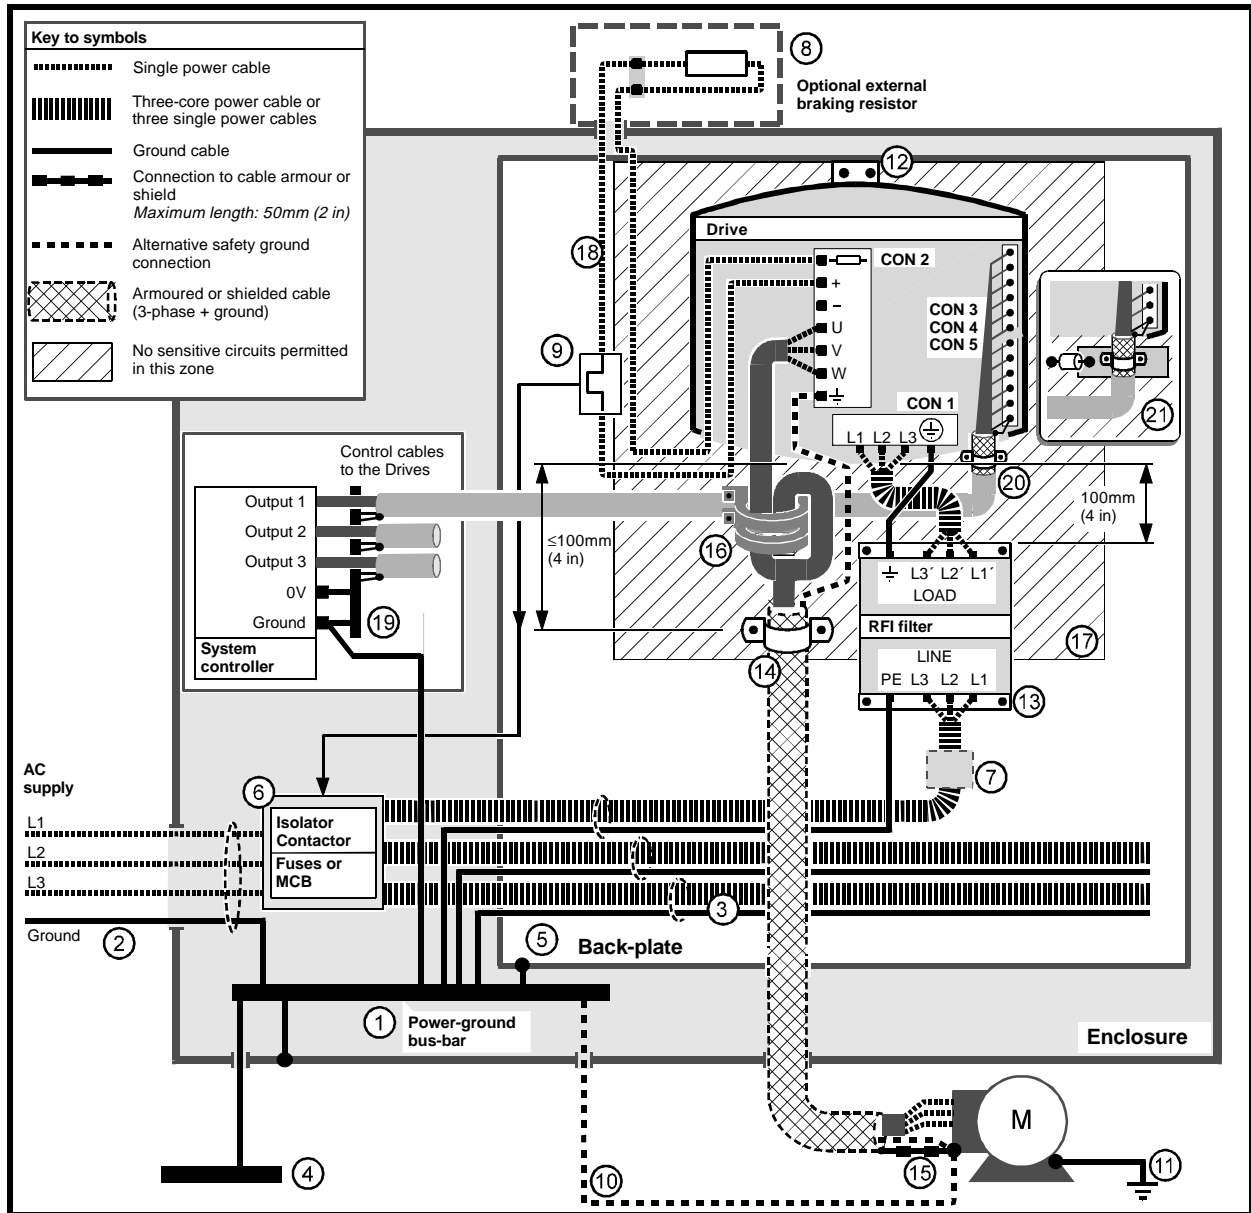 Key to symbols
Single power cable
Three-core power cable or
three single power cables
Ground cable
Connection to cable armour or
shield
Maximum length: 50mm (2 in)
Alternative safety ground
connection
Armoured or shielded cable
(3-phase + ground)
No sensitive circuits permitted
in this zone
8
Optional external
braking resistor
12
Drive
18
CON 2
+
−
U
V
W
CON 3
CON 4
CON 5
9
CON 1
L1 L2 L3
21
Control cables
to the Drives
20
100mm
(4 in)
Output 1
Output 2
Output 3
0V
Ground
System
controller
19
≤100mm
(4 in)
16
L3´ L2´ L1´
LOAD
RFI filter
LINE
PE L3 L2 L1
17
14
13
7
AC
supply
6
Isolator
Contactor
Fuses or
MCB
L1
L2
L3
Ground
2
3
5
Back-plate
1
Power-ground
bus-bar
Enclosure
M
4
10
15
11